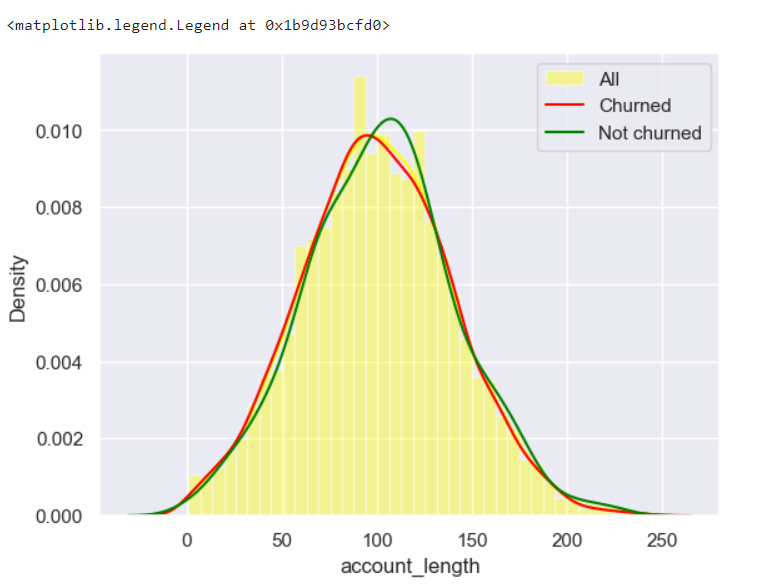 <matplotlib.legend.Legend at 0x1b9d93bcfd0>
All
Churned
Not churned
0.010
0.008
0.006
0.004
0.002
0.000
Density
0 50 100 150 200 250
account_length